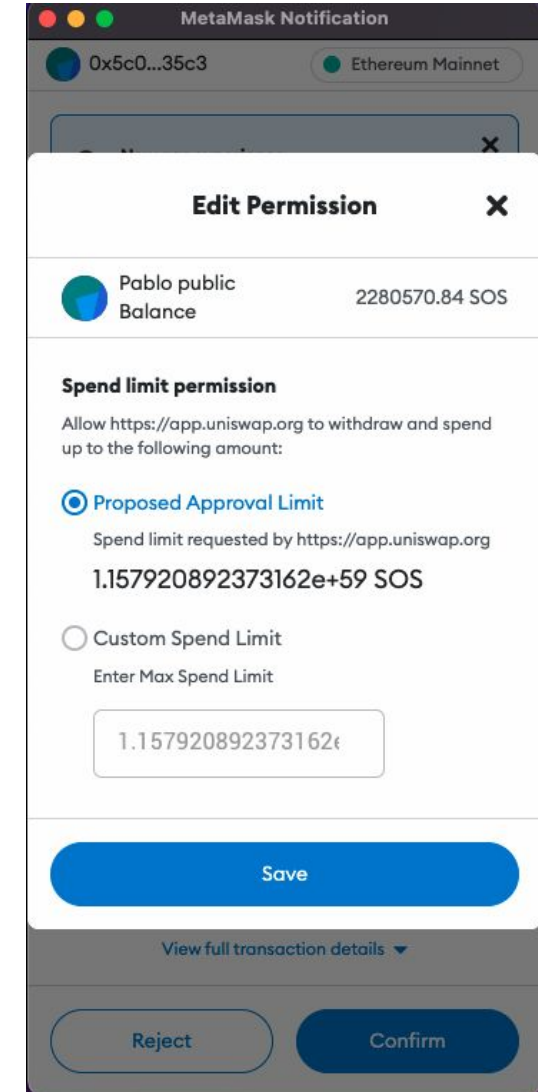 MetaMask Notification
0x5c0...35c3
Ethereum Mainnet
Edit Permission
Pablo public
Balance
2280570.84 SOS
Spend limit permission
Allow https://app.uniswap.org to withdraw and spend
up to the following amount:
Proposed Approval Limit
Spend limit requested by https://app.uniswap.org
1.157920892373162e+59 SOS
Custom Spend Limit
Enter Max Spend Limit
1.157920892373162e
Save
View full transaction details
Reject
Confirm